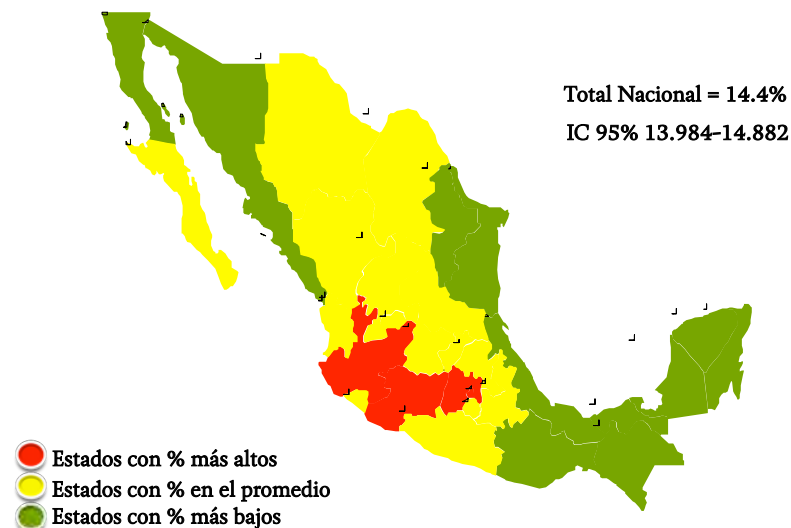 Total Nacional = 14.4%
IC 95% 13.984-14.882
Estados con % más altos
Estados con % en el promedio
Estados con % más bajos